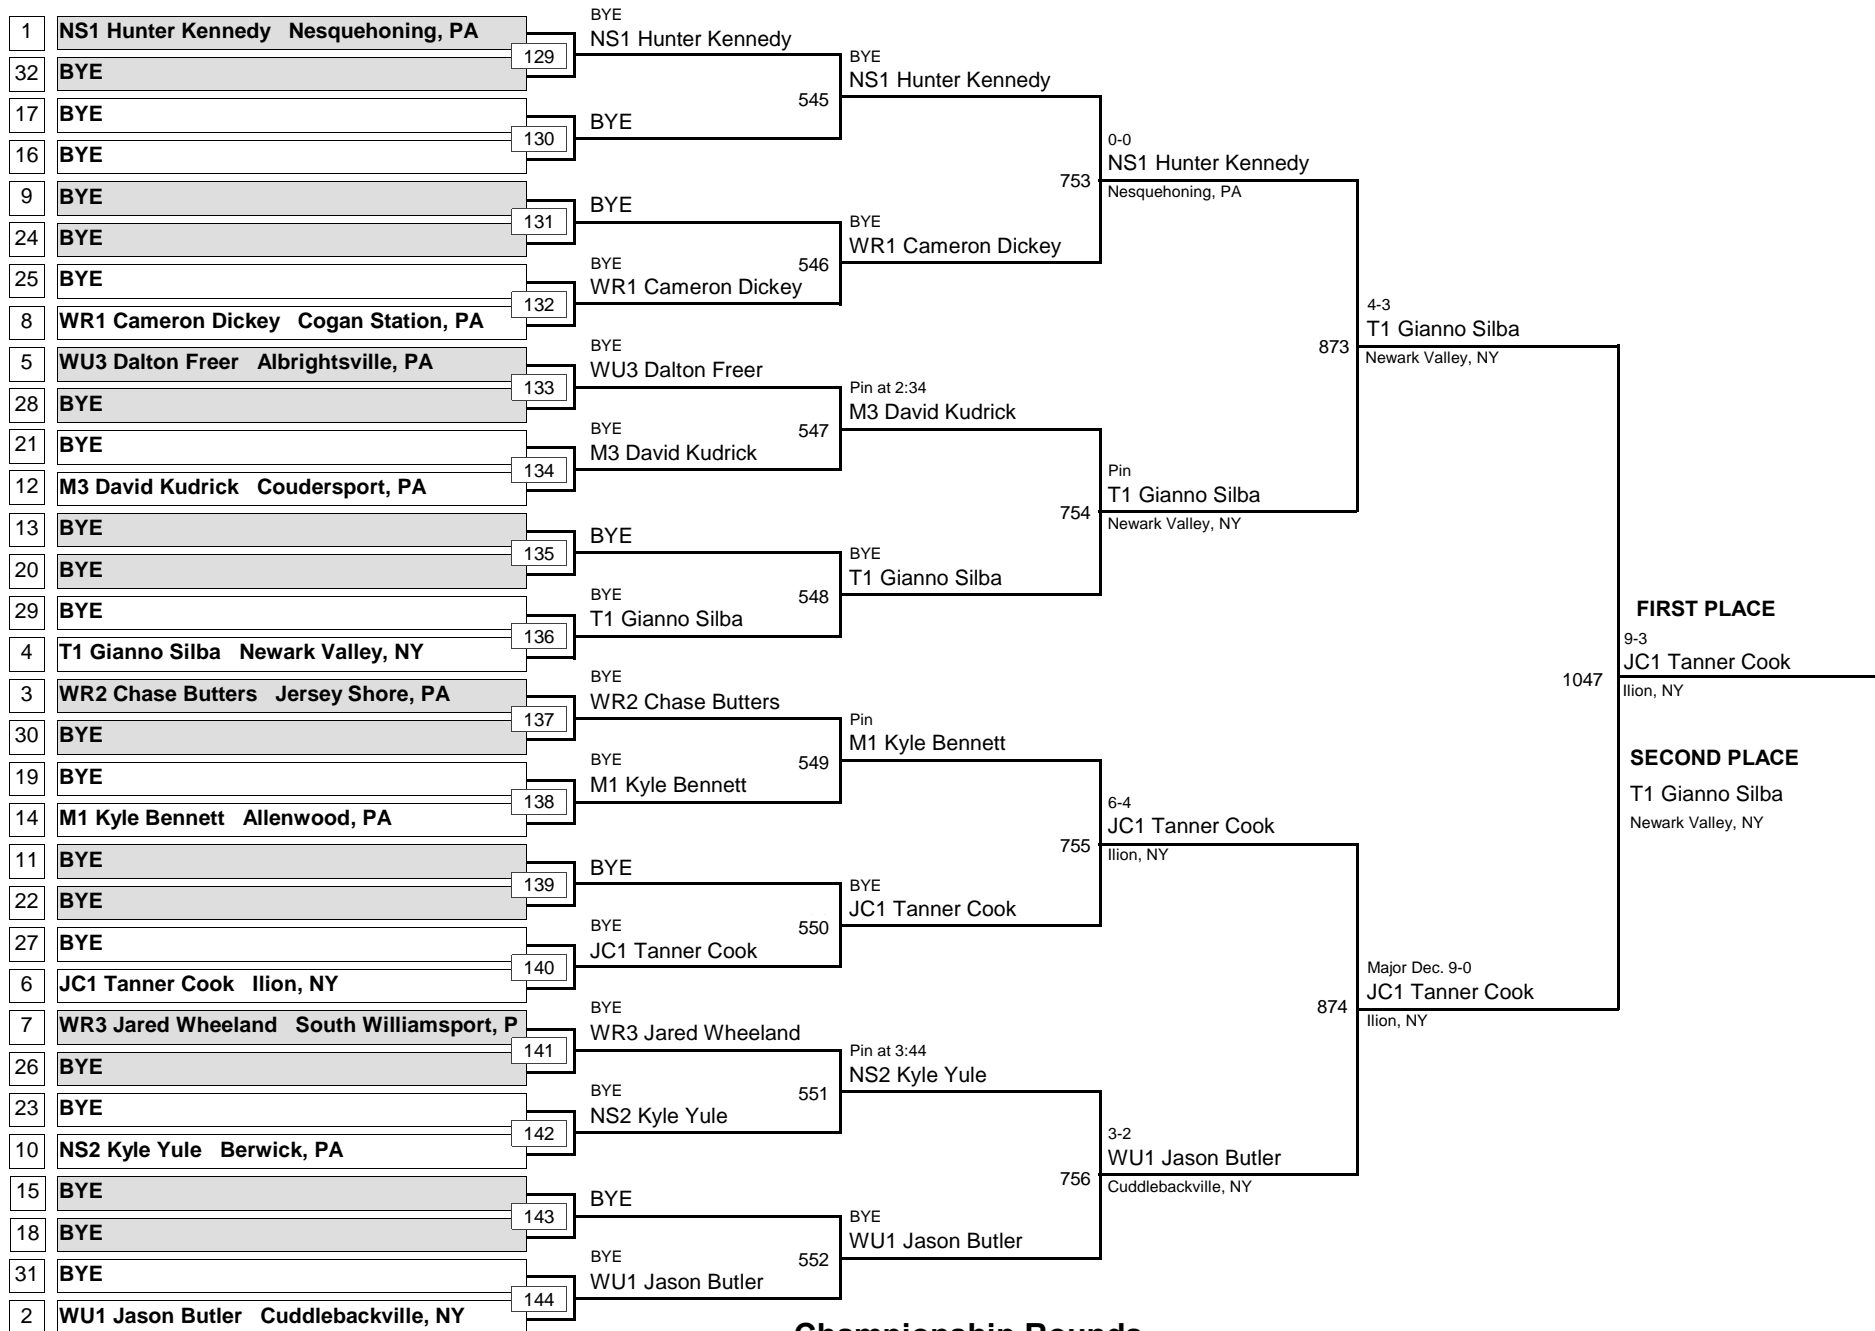 1 NS1 Hunter Kennedy Nesquehoning, PA
32 BYE
17 BYE
16 BYE
9 BYE
24 BYE
25 BYE
8 WR1 Cameron Dickey Cogan Station, PA
5 WU3 Dalton Freer Albrightsville, PA
28 BYE
21 BYE
12 M3 David Kudrick Coudersport, PA
13 BYE
20 BYE
29 BYE
4 T1 Gianno Silba Newark Valley, NY
3 WR2 Chase Butters Jersey Shore, PA
30 BYE
19 BYE
14 M1 Kyle Bennett Allenwood, PA
11 BYE
22 BYE
27 BYE
6 JC1 Tanner Cook Ilion, NY
7 WR3 Jared Wheeland South Williamsport, P
26 BYE
23 BYE
10 NS2 Kyle Yule Berwick, PA
15 BYE
18 BYE
31 BYE
2 WU1 Jason Butler Cuddlebackville, NY
129
130
131
132
133
134
135
136
137
138
139
140
141
142
143
144
BYE
NS1 Hunter Kennedy
BYE
BYE
BYE
WR1 Cameron Dickey
BYE
WU3 Dalton Freer
BYE
M3 David Kudrick
BYE
BYE
T1 Gianno Silba
BYE
WR2 Chase Butters
BYE
M1 Kyle Bennett
BYE
BYE
JC1 Tanner Cook
BYE
WR3 Jared Wheeland
BYE
NS2 Kyle Yule
BYE
BYE
WU1 Jason Butler
545
546
547
548
549
550
551
552
BYE
NS1 Hunter Kennedy
BYE
WR1 Cameron Dickey
Pin at 2:34
M3 David Kudrick
BYE
T1 Gianno Silba
Pin
M1 Kyle Bennett
BYE
JC1 Tanner Cook
Pin at 3:44
NS2 Kyle Yule
BYE
WU1 Jason Butler
753
754
755
756
0-0
NS1 Hunter Kennedy
Nesquehoning, PA
Pin
T1 Gianno Silba
Newark Valley, NY
6-4
JC1 Tanner Cook
Ilion, NY
3-2
WU1 Jason Butler
Cuddlebackville, NY
873
874
4-3
T1 Gianno Silba
Newark Valley, NY
Major Dec. 9-0
JC1 Tanner Cook
Ilion, NY
1047
FIRST PLACE
9-3
JC1 Tanner Cook
Ilion, NY
SECOND PLACE
T1 Gianno Silba
Newark Valley, NY
Championship Rounds